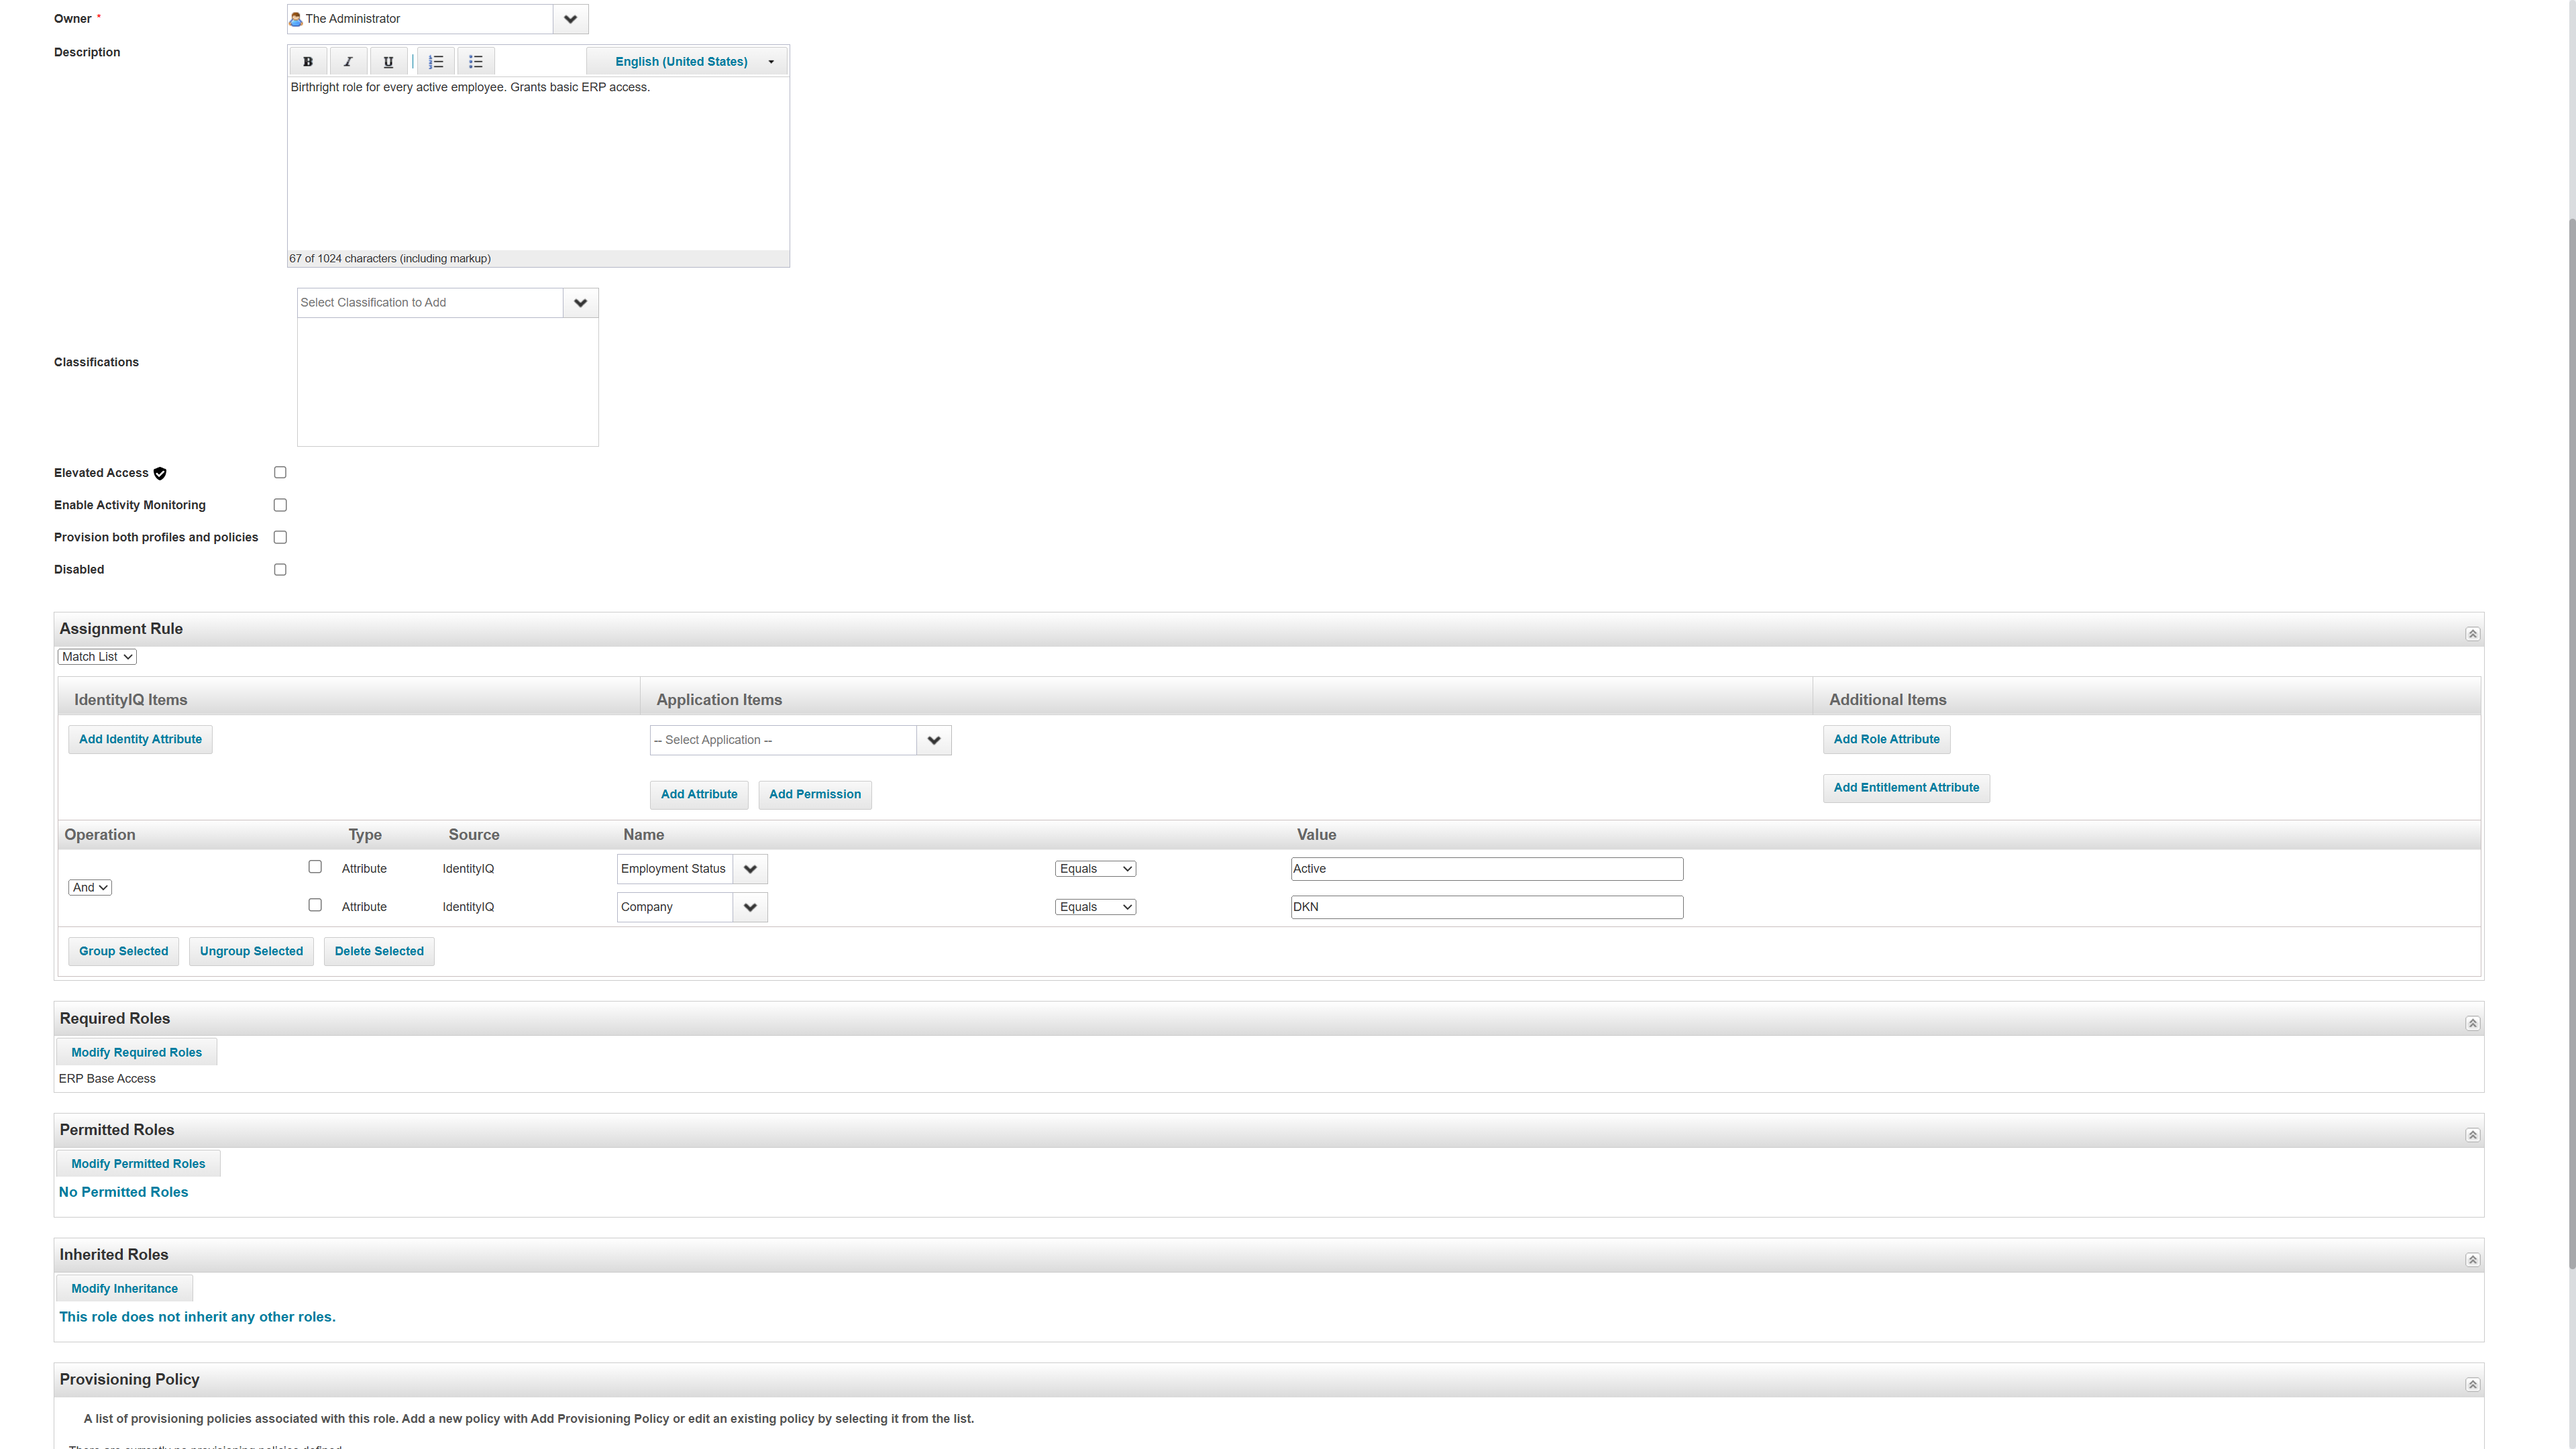 Owner *
The Administrator
Description
B I U English (United States)
Birthright role for every active employee. Grants basic ERP access.
67 of 1024 characters (including markup)
Select Classification to Add
Classifications
Elevated Access
Enable Activity Monitoring
Provision both profiles and policies
Disabled
Assignment Rule
Match List
IdentityIQ Items Application Items Additional Items
Add Identity Attribute -- Select Application -- Add Role Attribute
Add Attribute Add Permission Add Entitlement Attribute
Operation Type Source Name Value
Attribute IdentityIQ Employment Status Equals Active
And
Attribute IdentityIQ Company Equals DKN
Group Selected Ungroup Selected Delete Selected
Required Roles
Modify Required Roles
ERP Base Access
Permitted Roles
Modify Permitted Roles
No Permitted Roles
Inherited Roles
Modify Inheritance
This role does not inherit any other roles.
Provisioning Policy
A list of provisioning policies associated with this role. Add a new policy with Add Provisioning Policy or edit an existing policy by selecting it from the list.
There are currently no provisioning policies defined